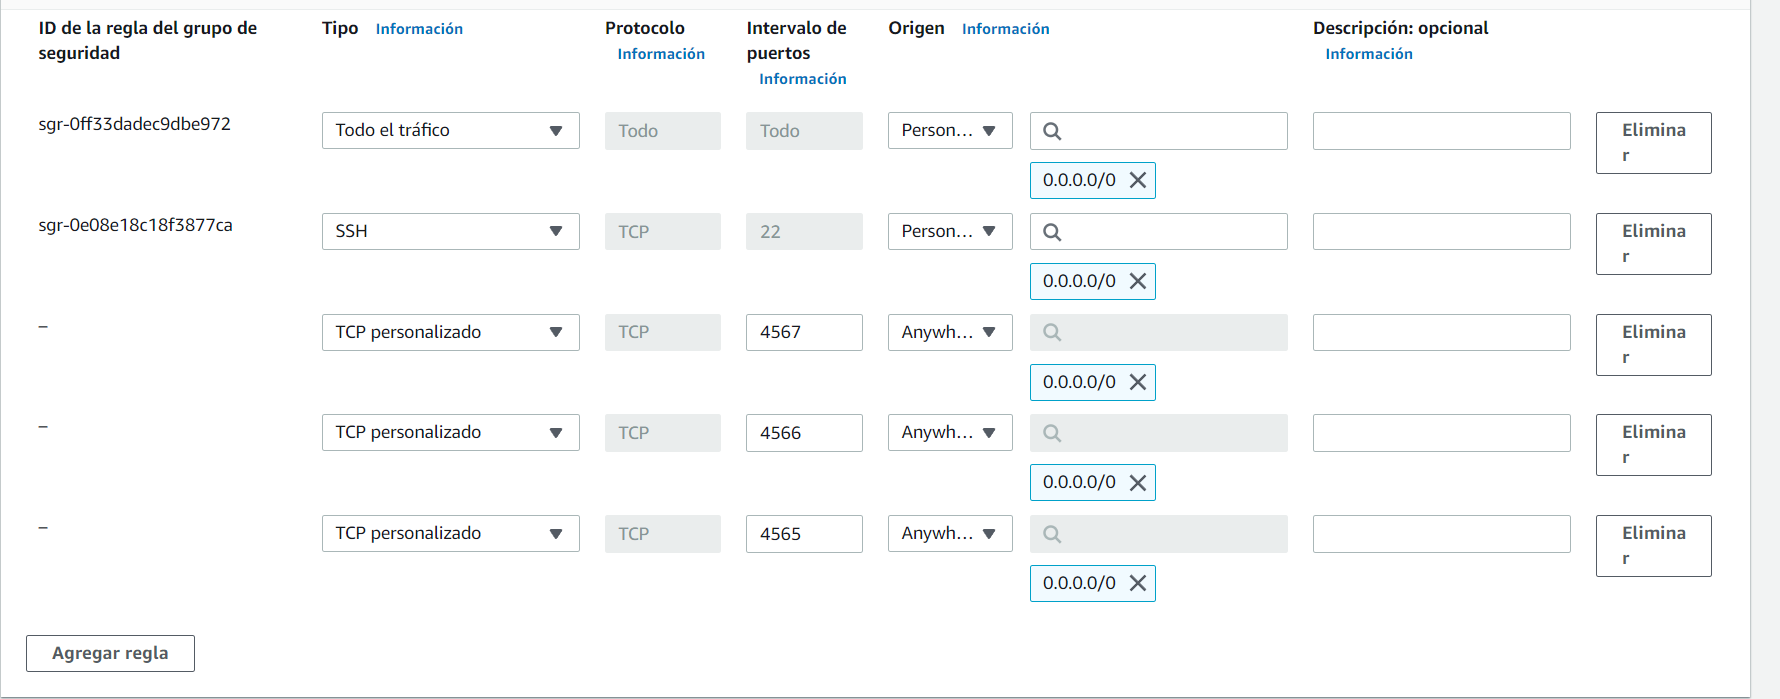 ID de la regla del grupo de seguridad
Tipo Información
Protocolo Información
Intervalo de puertos Información
Origen Información
Descripción: opcional Información
sgr-0ff33dadec9dbe972 Todo el tráfico Todo Todo Person... Eliminar
0.0.0.0/0
sgr-0e08e18c18f3877ca SSH TCP 22 Person... Eliminar
0.0.0.0/0
– TCP personalizado TCP 4567 Anywh... Eliminar
0.0.0.0/0
– TCP personalizado TCP 4566 Anywh... Eliminar
0.0.0.0/0
– TCP personalizado TCP 4565 Anywh... Eliminar
0.0.0.0/0
Agregar regla